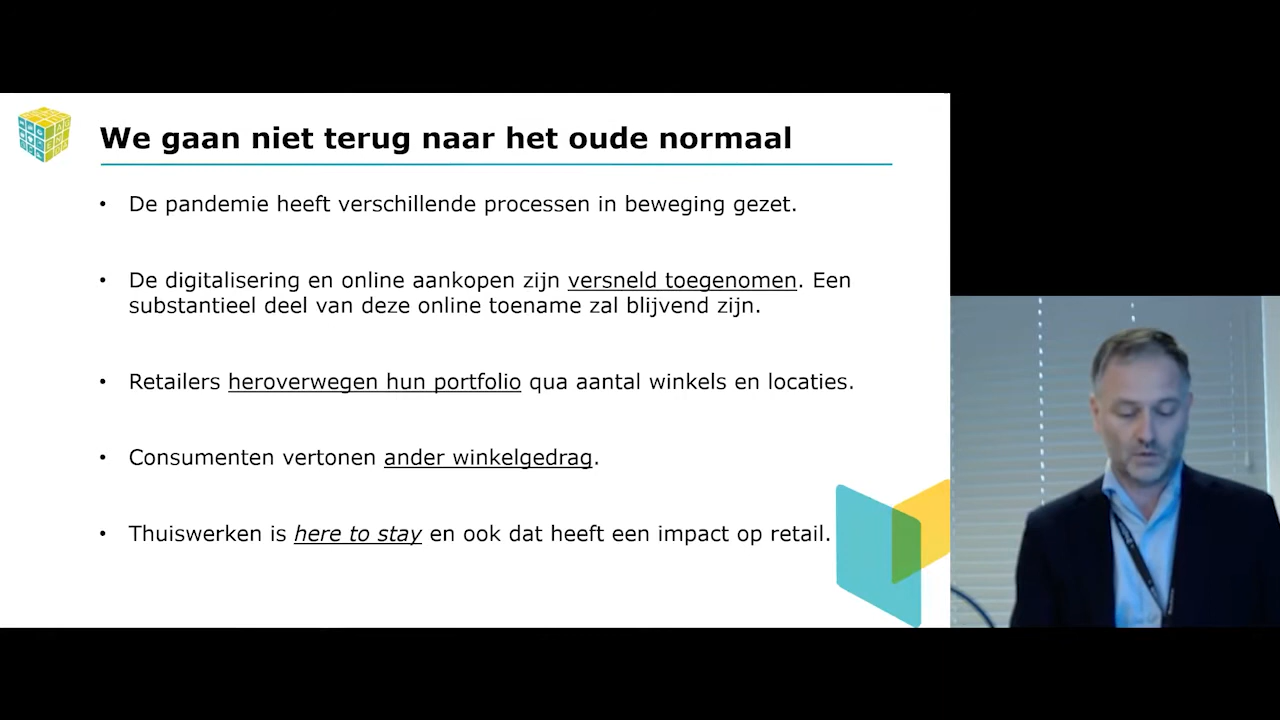 We gaan niet terug naar het oude normaal
• De pandemie heeft verschillende processen in beweging gezet.
• De digitalisering en online aankopen zijn versneld toegenomen. Een
substantieel deel van deze online toename zal blijvend zijn.
• Retailers heroverwegen hun portfolio qua aantal winkels en locaties.
• Consumenten vertonen ander winkelgedrag.
• Thuiswerken is here to stay en ook dat heeft een impact op retail.